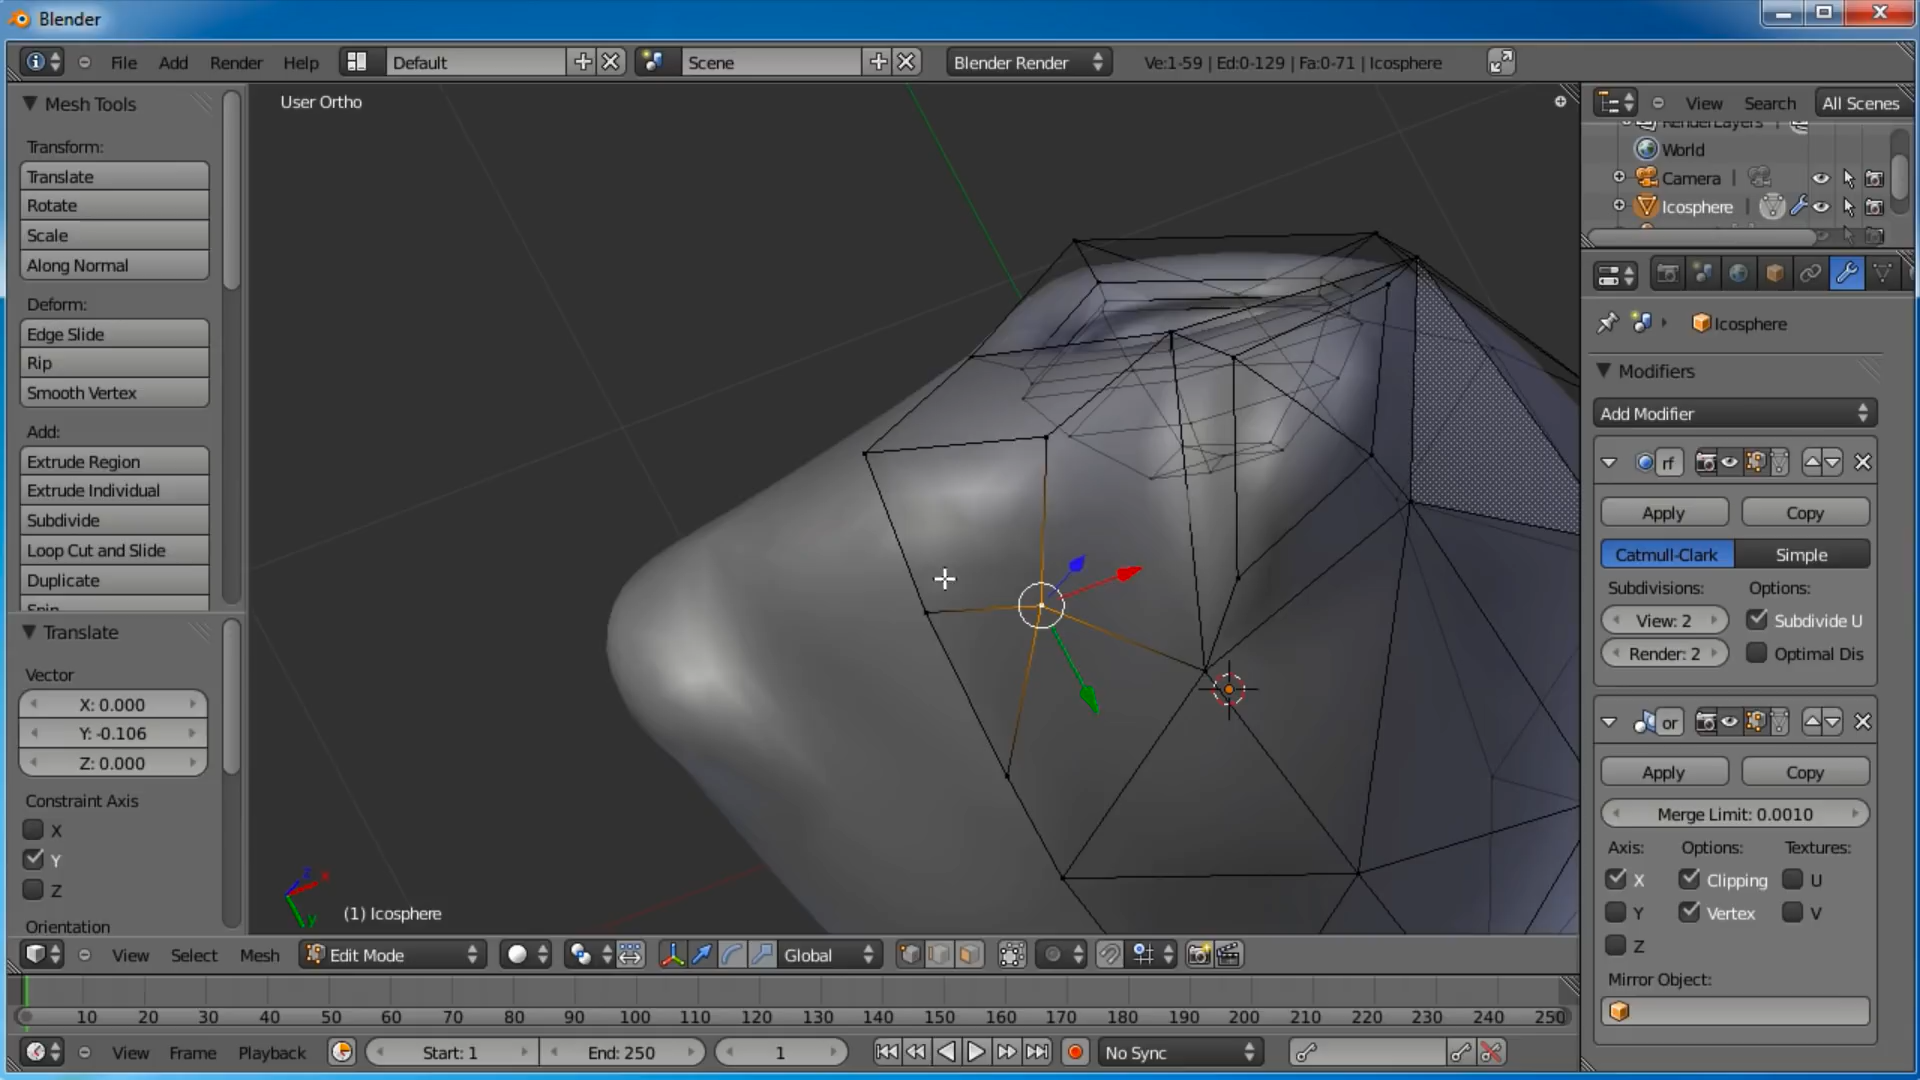 Blender
File Add Render Help Default Scene Blender Render Ve:1-59 | Ed:0-129 | Fa:0-71 | Icosphere
Mesh Tools
Transform:
Translate
Rotate
Scale
Along Normal
Deform:
Edge Slide
Rip
Smooth Vertex
Add:
Extrude Region
Extrude Individual
Subdivide
Loop Cut and Slide
Duplicate
Spin
Translate
Vector
X: 0.000
Y: -0.106
Z: 0.000
Constraint Axis
X
Y
Z
Orientation
User Ortho
(1) Icosphere
View Search All Scenes
RenderLayers |
World
Camera |
Icosphere |
Icosphere
Modifiers
Add Modifier
rf
Apply Copy
Catmull-Clark Simple
Subdivisions: Options:
View: 2 Subdivide U
Render: 2 Optimal Dis
or
Apply Copy
Merge Limit: 0.0010
Axis: Options: Textures:
X Clipping U
Y Vertex V
Z
Mirror Object:
View Select Mesh Edit Mode Global
10 20 30 40 50 60 70 80 90 100 110 120 130 140 150 160 170 180 190 200 210 220 230 240 250
View Frame Playback Start: 1 End: 250 1 No Sync